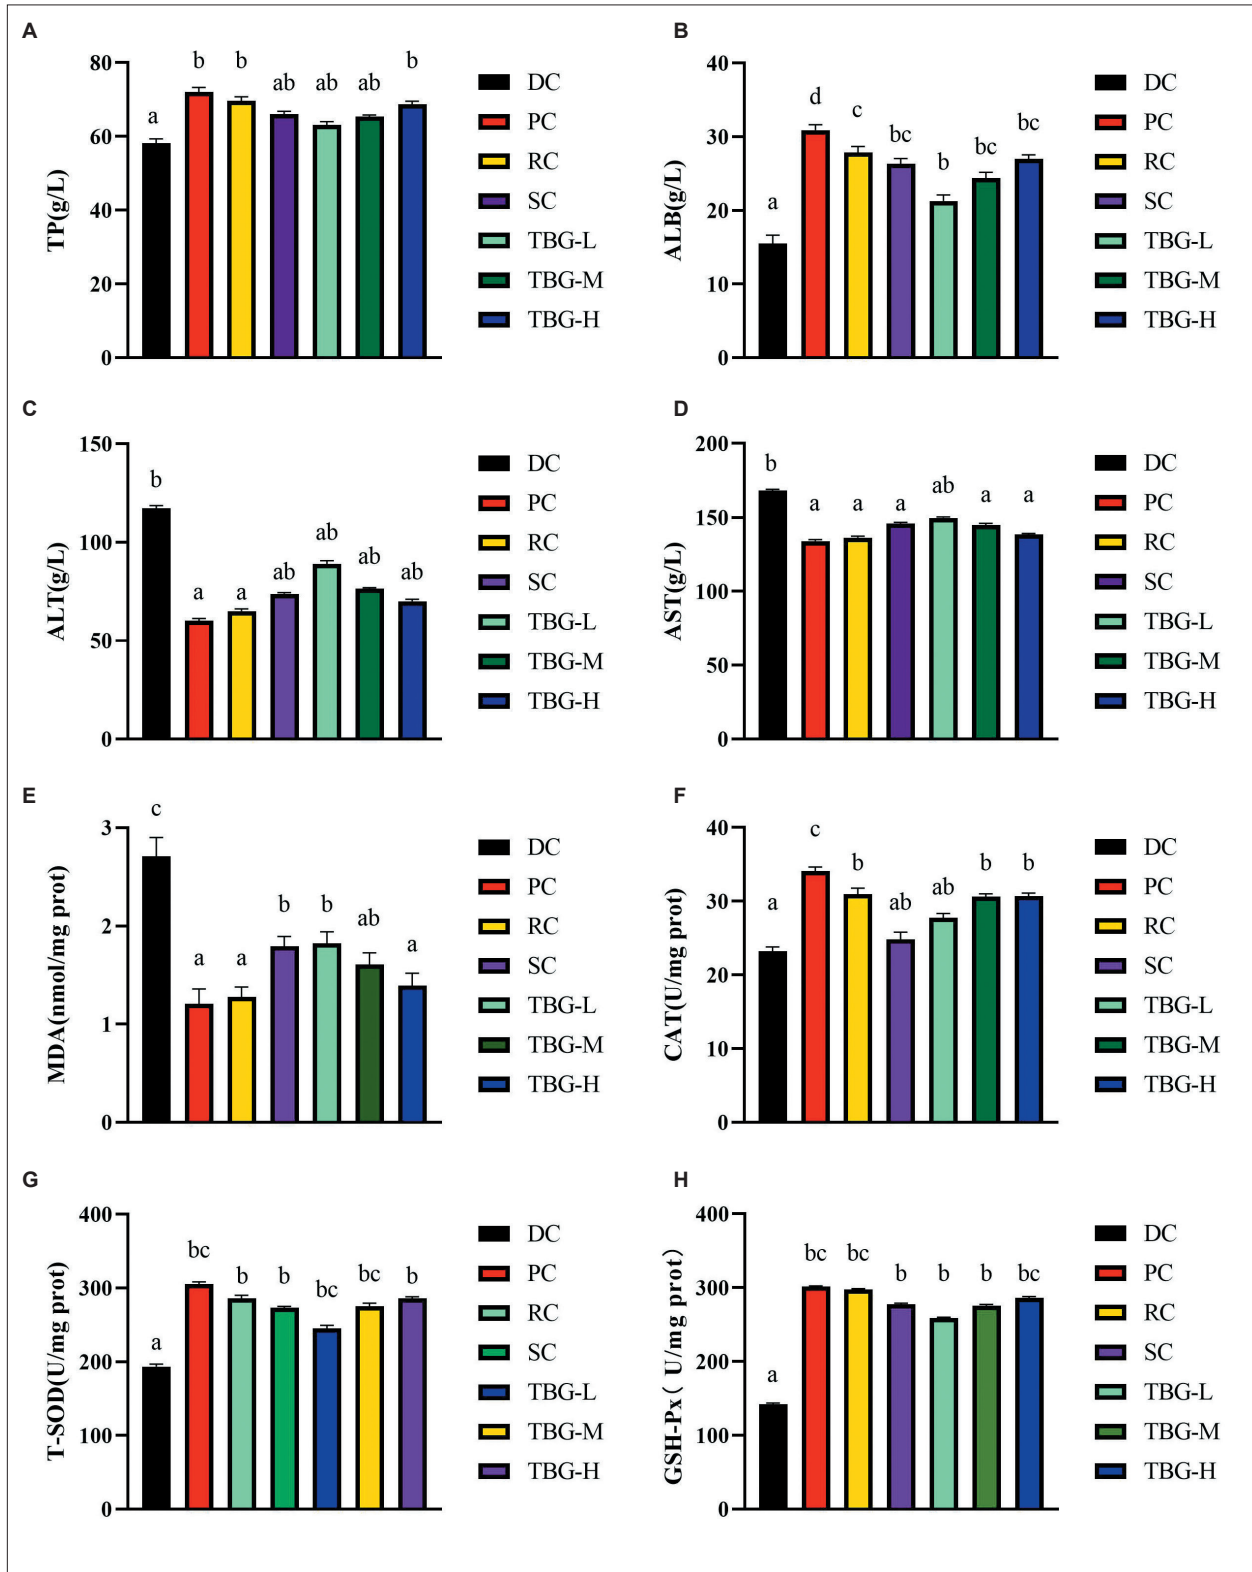 A
TP(g/L)
80
60
40
20
0
a
b
b
ab
ab
ab
b
DC
PC
RC
SC
TBG-L
TBG-M
TBG-H
B
ALB(g/L)
40
30
20
10
0
a
d
c
bc
b
bc
bc
DC
PC
RC
SC
TBG-L
TBG-M
TBG-H
C
ALT(g/L)
150
100
50
0
b
a
a
ab
ab
ab
ab
DC
PC
RC
SC
TBG-L
TBG-M
TBG-H
D
AST(g/L)
200
150
100
50
0
b
a
a
a
ab
a
a
DC
PC
RC
SC
TBG-L
TBG-M
TBG-H
E
MDA(nmol/mg prot)
3
2
1
0
c
a
a
b
b
ab
a
DC
PC
RC
SC
TBG-L
TBG-M
TBG-H
F
CAT(U/mg prot)
40
30
20
10
0
a
c
b
ab
ab
b
b
DC
PC
RC
SC
TBG-L
TBG-M
TBG-H
G
T-SOD(U/mg prot)
400
300
200
100
0
a
bc
b
b
bc
bc
b
DC
PC
RC
SC
TBG-L
TBG-M
TBG-H
H
GSH-Px( U/mg prot)
400
300
200
100
0
a
bc
bc
b
b
b
bc
DC
PC
RC
SC
TBG-L
TBG-M
TBG-H